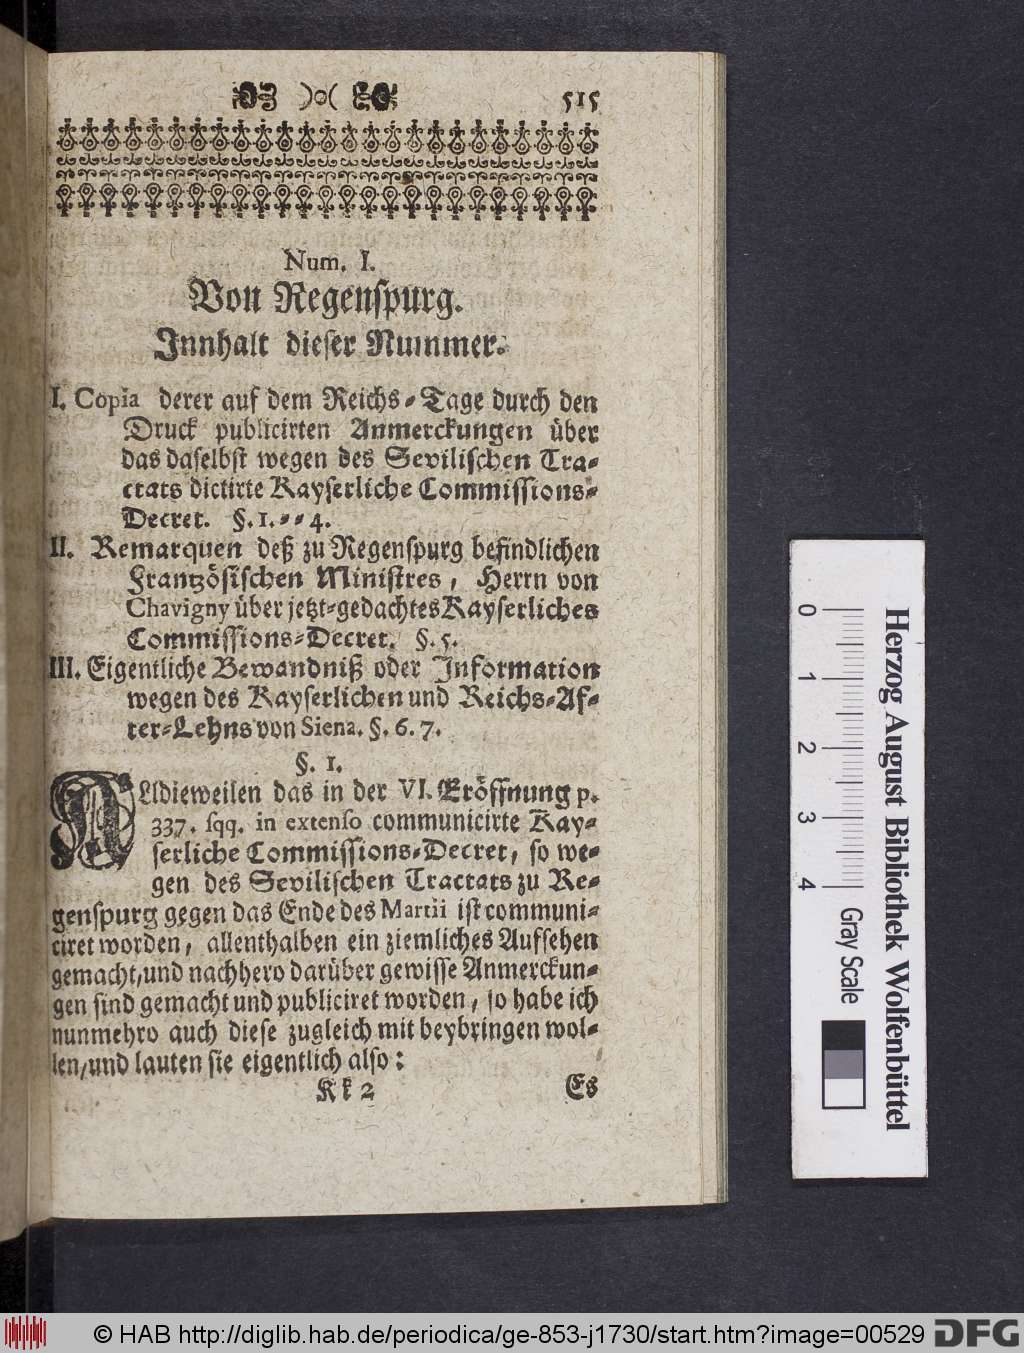 )o(
515
Num. I.
Von Regenspurg.
Innhalt dieser Nummer.
I. Copia derer auf dem Reichs-Tage durch den
Druck publicirten Anmerckungen über
das daselbst wegen des Sevilischen Tra-
ctats dictirte Kayserliche Commissions-
Decret. §. 1. -- 4.
II. Remarquen deß zu Regenspurg befindlichen
Frantzösischen Ministres, Herrn von
Chavigny über jetzt-gedachtes Kayserliches
Commissions-Decret. §. 5.
III. Eigentliche Bewandniß oder Information
wegen des Kayserlichen und Reichs-Af-
ter-Lehns von Siena. §. 6. 7.
§. 1.
ALldieweilen das in der VI. Eröffnung p.
337. sqq. in extenso communicirte Kay-
serliche Commissions-Decret, so we-
gen des Sevilischen Tractats zu Re-
genspurg gegen das Ende des Martii ist communi-
ciret worden, allenthalben ein ziemliches Aufsehen
gemacht, und nachhero darüber gewisse Anmerckun-
gen sind gemacht und publiciret worden, so habe ich
nunmehro auch diese zugleich mit beybringen wol-
len, und lauten sie eigentlich also:
Kk 2
Es
0 1 2 3 4
Gray Scale
Herzog August Bibliothek Wolfenbüttel
© HAB http://diglib.hab.de/periodica/ge-853-j1730/start.htm?image=00529
DFG